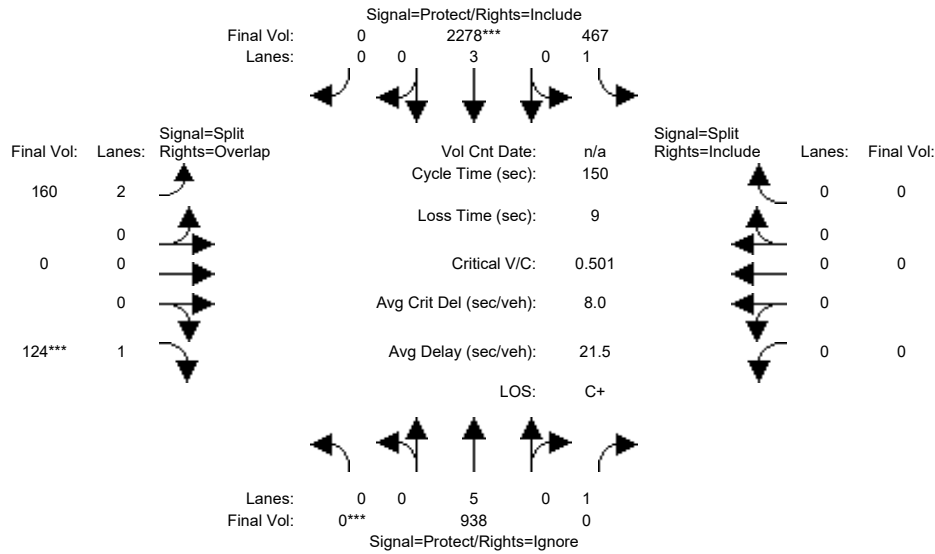 Signal=Protect/Rights=Include
Final Vol: 0 2278*** 467
Lanes: 0 0 3 0 1
Signal=Split Signal=Split
Final Vol: Lanes: Rights=Overlap Vol Cnt Date: n/a Rights=Include Lanes: Final Vol:
Cycle Time (sec): 150
160 2 0 0
Loss Time (sec): 9
0 0
0 0 Critical V/C: 0.501 0 0
0 Avg Crit Del (sec/veh): 8.0 0
124*** 1 Avg Delay (sec/veh): 21.5 0 0
LOS: C+
Lanes: 0 0 5 0 1
Final Vol: 0*** 938 0
Signal=Protect/Rights=Ignore